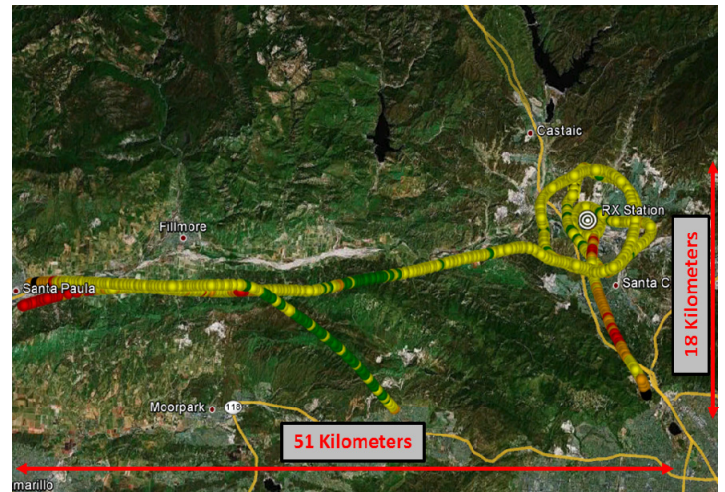 Castaic
RX Station
Fillmore
Santa C
Santa Paula
18 Kilometers
Moorpark
118
51 Kilometers
marillo